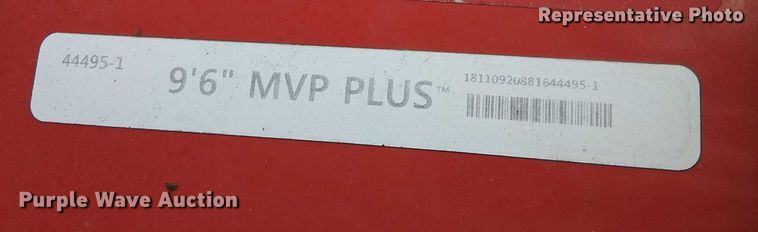 Representative Photo
44495-1
9'6" MVP PLUS™
18110920881644495-1
Purple Wave Auction